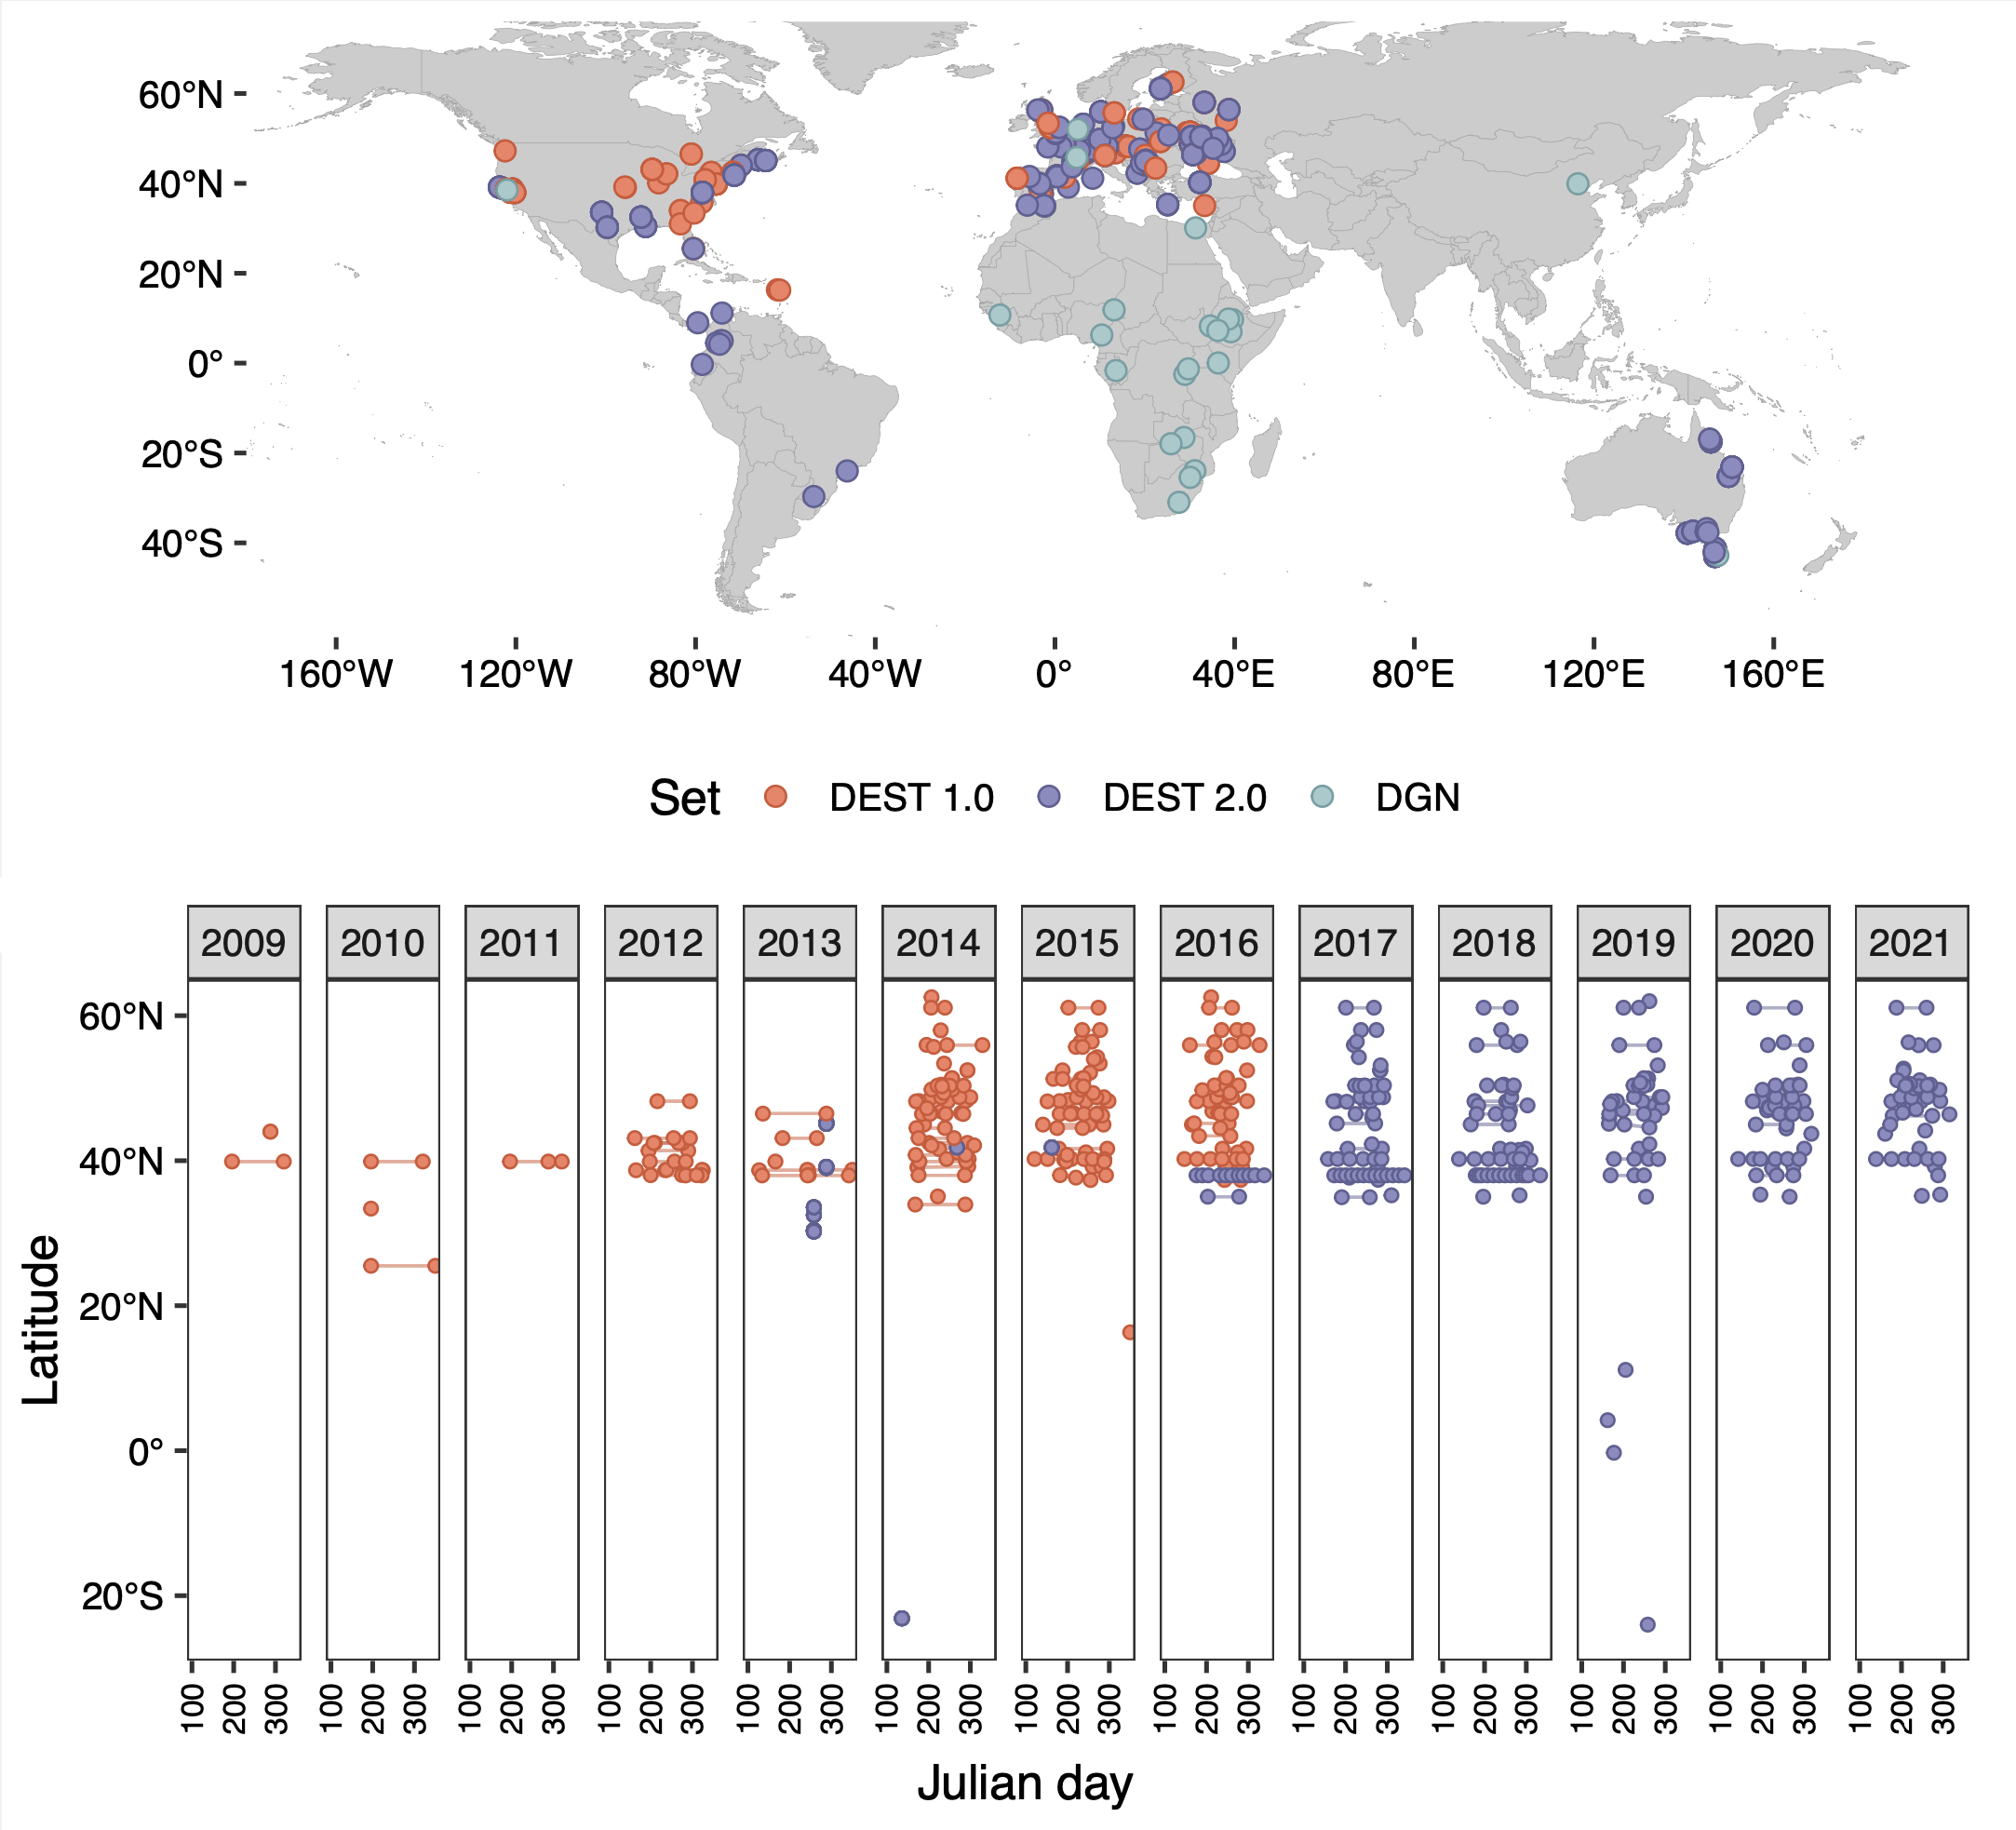 60°N
40°N
20°N
0°
20°S
40°S
160°W 120°W 80°W 40°W 0° 40°E 80°E 120°E 160°E
Set DEST 1.0 DEST 2.0 DGN
2009 2010 2011 2012 2013 2014 2015 2016 2017 2018 2019 2020 2021
Latitude
60°N
40°N
20°N
0°
20°S
100 200 300 100 200 300 100 200 300 100 200 300 100 200 300 100 200 300 100 200 300 100 200 300 100 200 300 100 200 300 100 200 300 100 200 300 100 200 300
Julian day